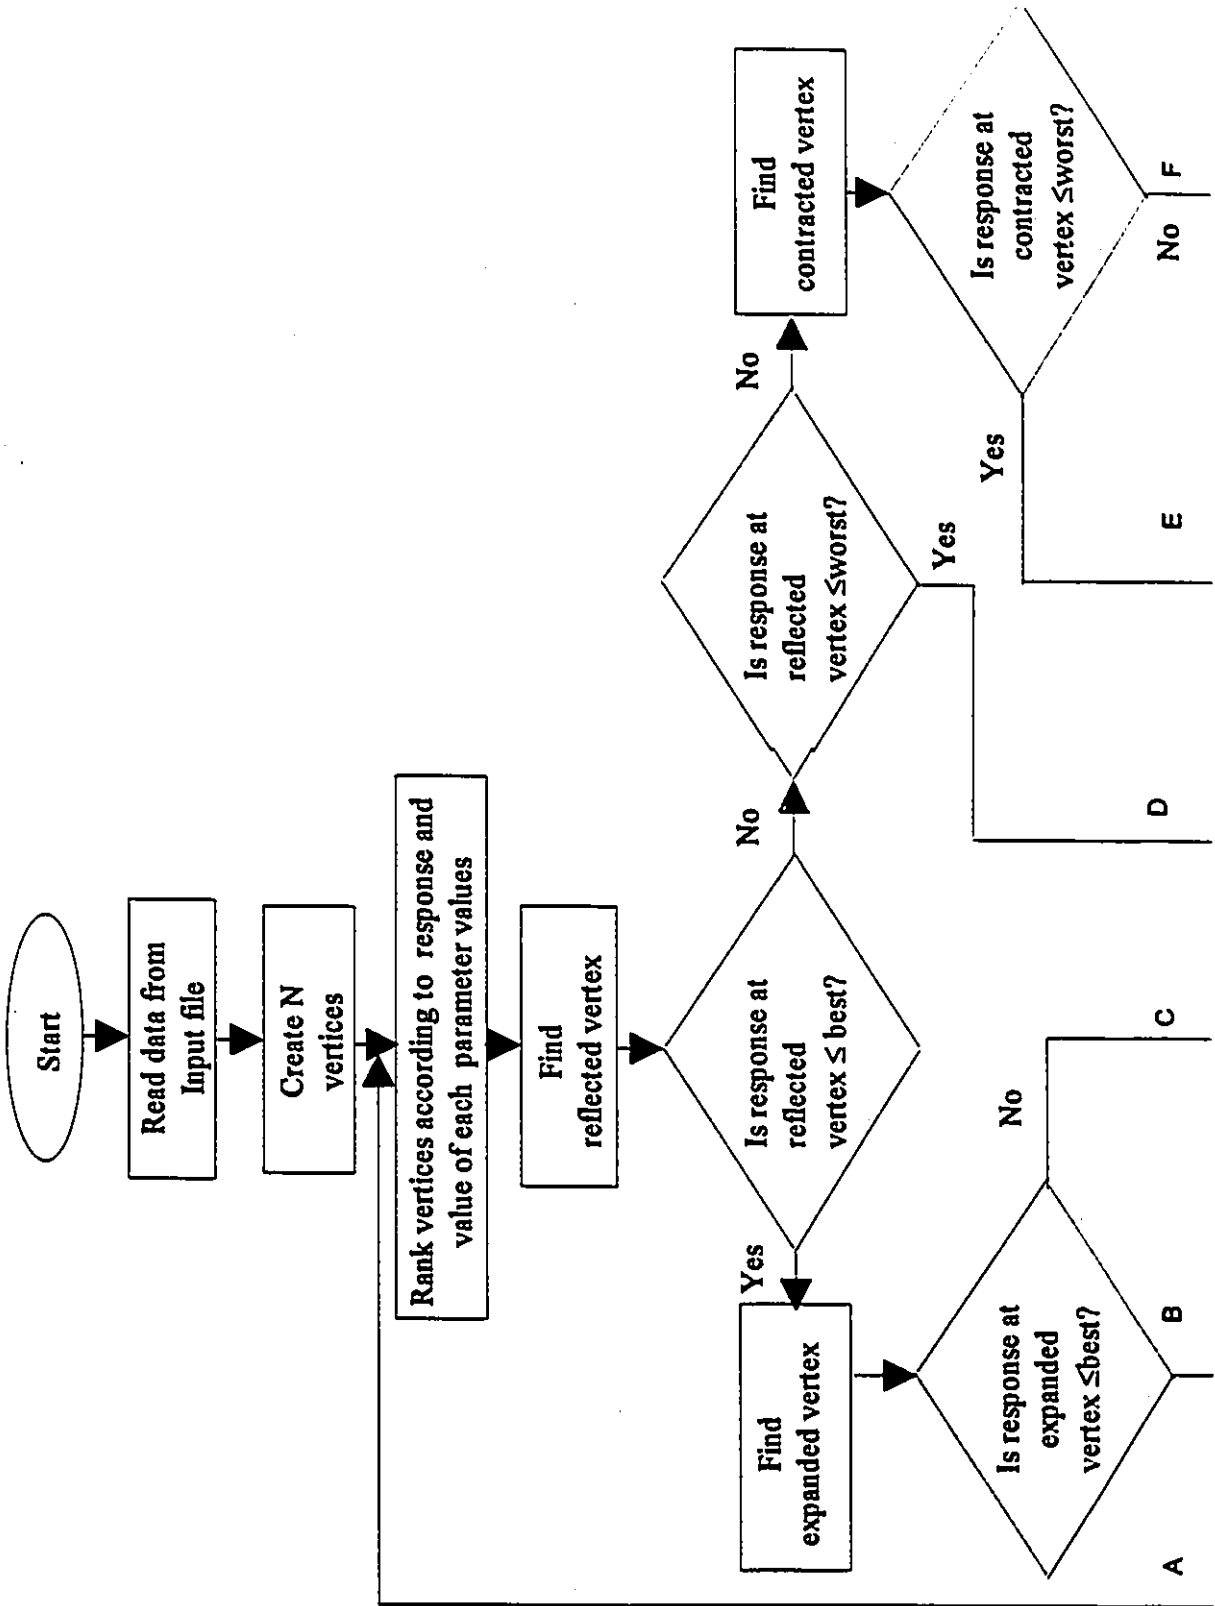 Start
Read data from
Input file
Create N
vertices
Rank vertices according to response and
value of each parameter values
Find
reflected vertex
Is response at
reflected
vertex ≤ best?
Yes
No
Find
expanded vertex
Is response at
expanded
vertex ≤best?
No
Is response at
reflected
vertex ≤worst?
No
Yes
Find
contracted vertex
Is response at
contracted
vertex ≤worst?
Yes
No
A
B
C
D
E
F